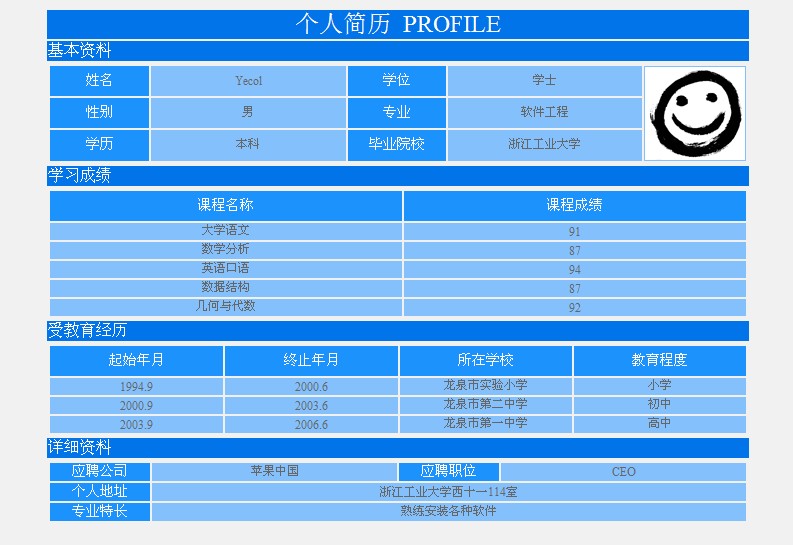 个人简历 PROFILE
基本资料
姓名 Yecol 学位 学士
性别 男 专业 软件工程
学历 本科 毕业院校 浙江工业大学
学习成绩
课程名称 课程成绩
大学语文 91
数学分析 87
英语口语 94
数据结构 87
几何与代数 92
受教育经历
起始年月 终止年月 所在学校 教育程度
1994.9 2000.6 龙泉市实验小学 小学
2000.9 2003.6 龙泉市第二中学 初中
2003.9 2006.6 龙泉市第一中学 高中
详细资料
应聘公司 苹果中国 应聘职位 CEO
个人地址 浙江工业大学西十一114室
专业特长 熟练安装各种软件